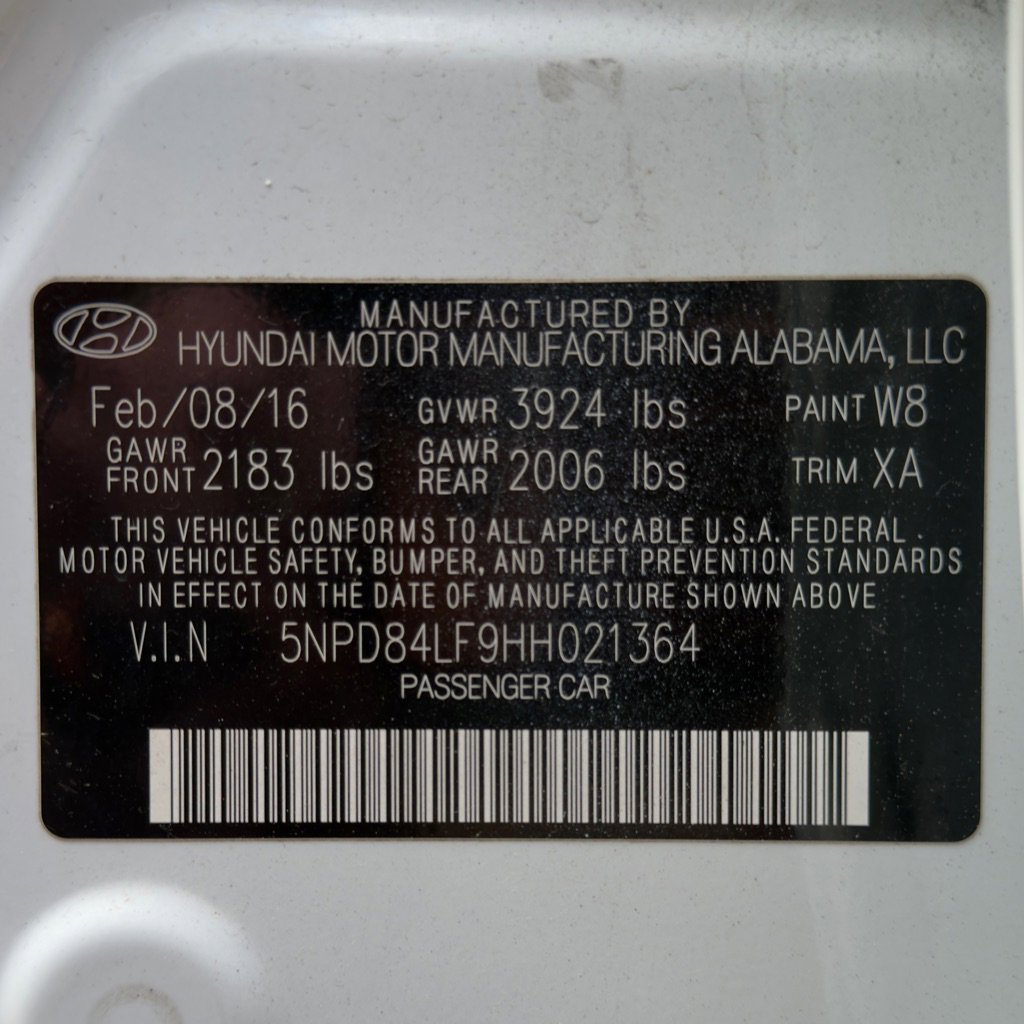 MANUFACTURED BY
HYUNDAI MOTOR MANUFACTURING ALABAMA, LLC
Feb/08/16 GVWR 3924 lbs PAINT W8
GAWR FRONT 2183 lbs GAWR REAR 2006 lbs TRIM XA
THIS VEHICLE CONFORMS TO ALL APPLICABLE U.S.A. FEDERAL
MOTOR VEHICLE SAFETY, BUMPER, AND THEFT PREVENTION STANDARDS
IN EFFECT ON THE DATE OF MANUFACTURE SHOWN ABOVE
V.I.N 5NPD84LF9HH021364
PASSENGER CAR